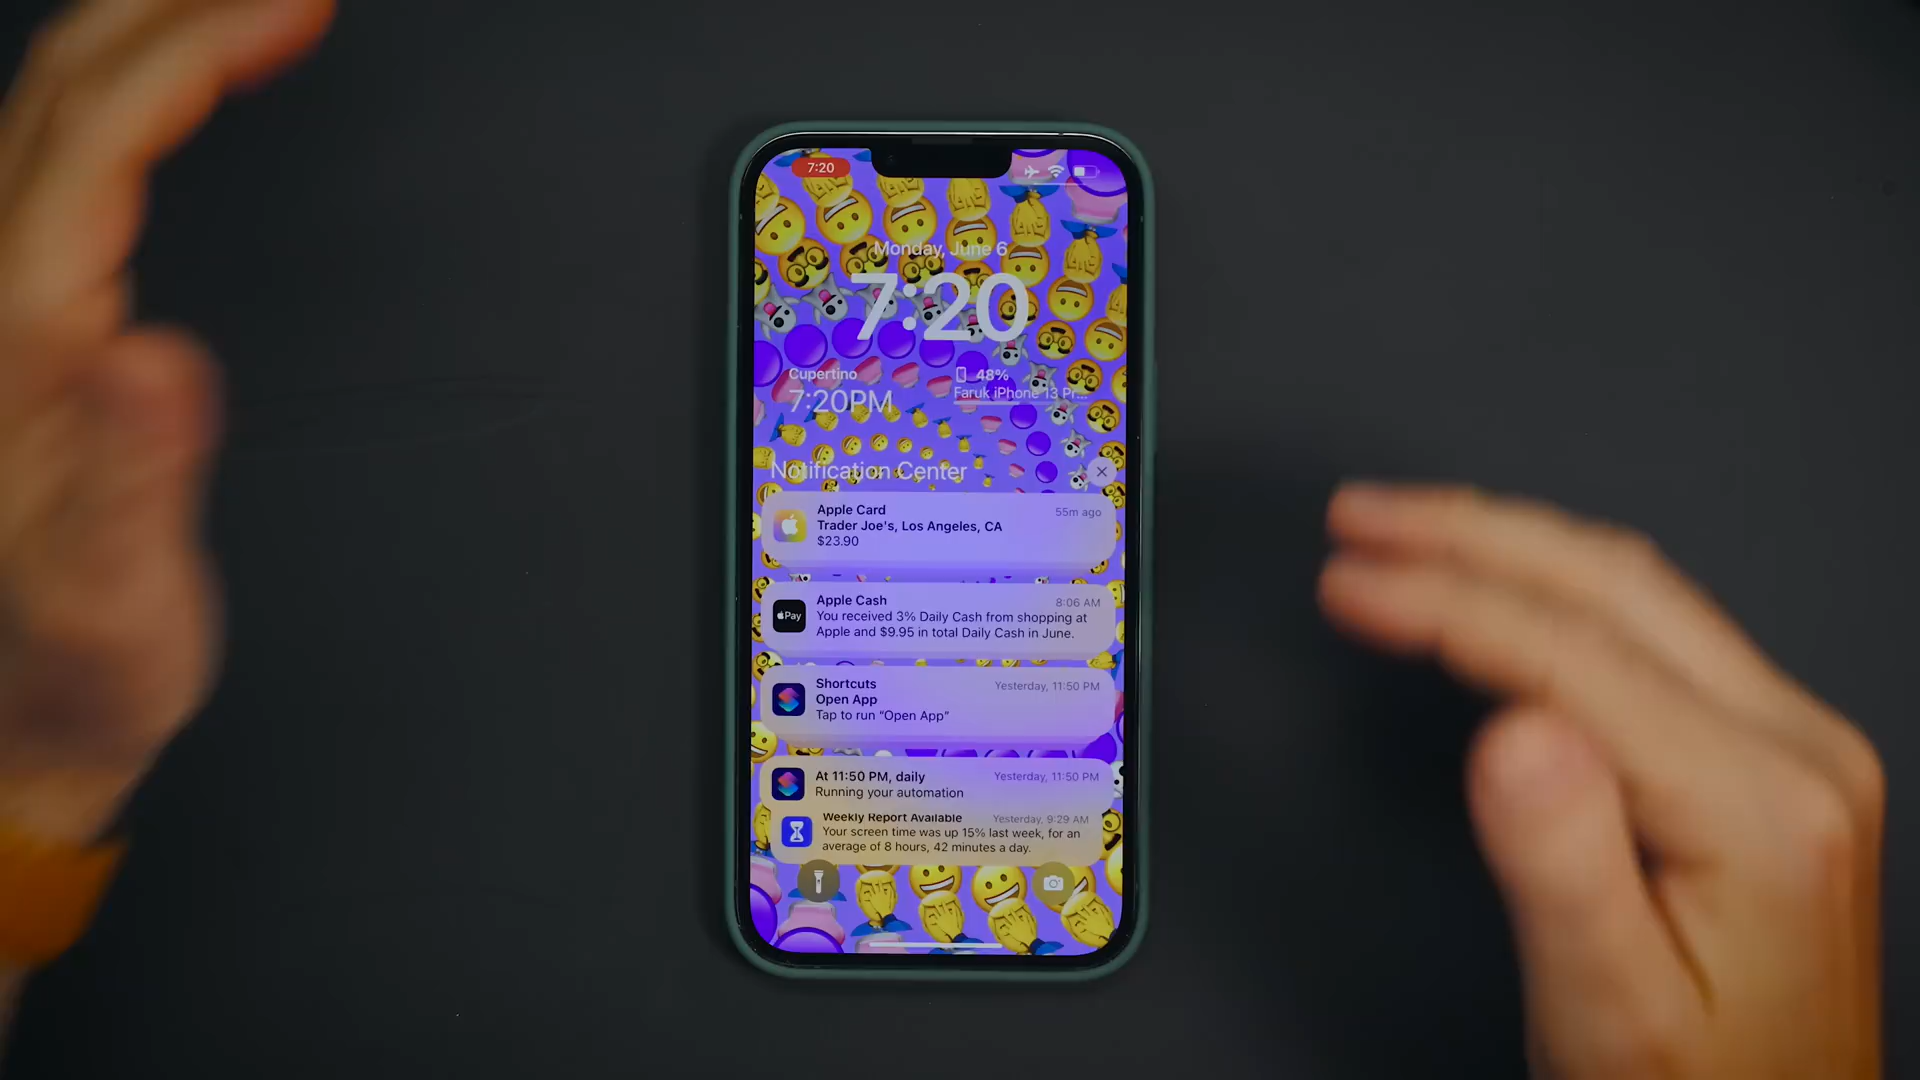 7:20
Monday, June 6
7:20
Cupertino
7:20PM
48%
Faruk iPhone 13 Pr...
Notification Center
Apple Card
55m ago
Trader Joe's, Los Angeles, CA
$23.90
Pay
Apple Cash
8:06 AM
You received 3% Daily Cash from shopping at
Apple and $9.95 in total Daily Cash in June.
Shortcuts
Yesterday, 11:50 PM
Open App
Tap to run “Open App”
At 11:50 PM, daily
Yesterday, 11:50 PM
Running your automation
Weekly Report Available
Yesterday, 9:29 AM
Your screen time was up 15% last week, for an
average of 8 hours, 42 minutes a day.